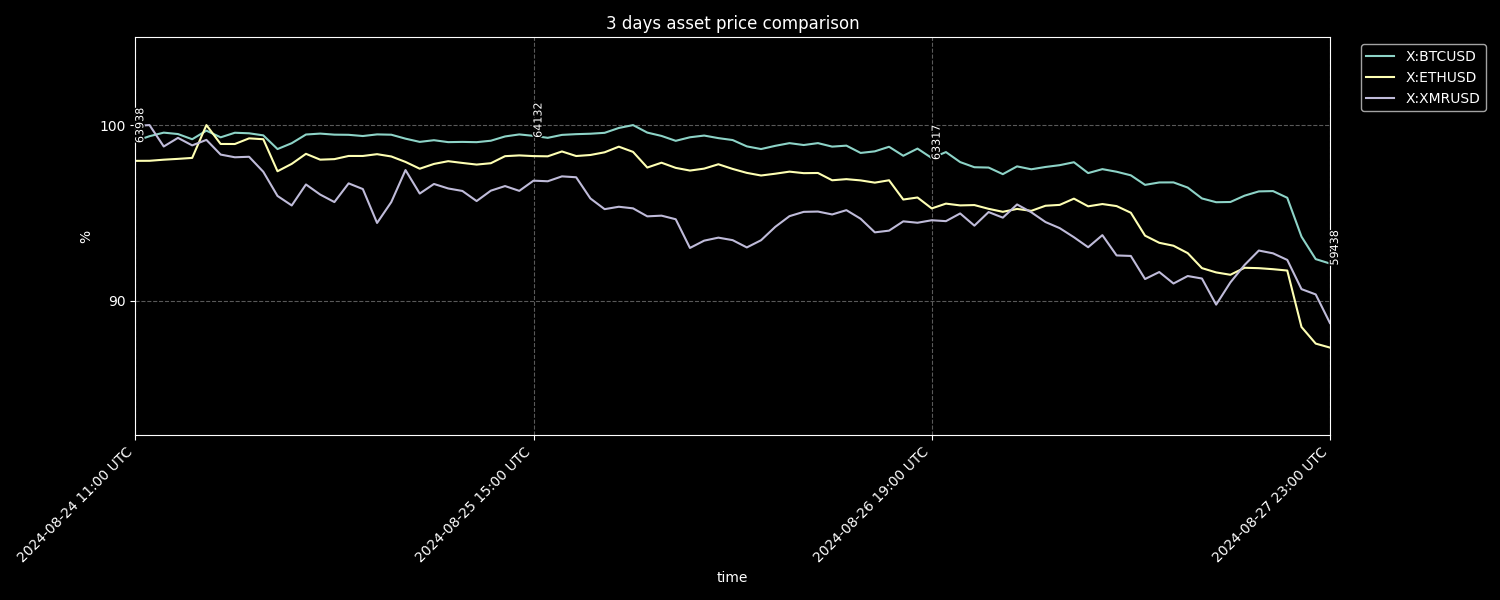 3 days asset price comparison
X:BTCUSD
X:ETHUSD
X:XMRUSD
100
90
%
63938
64132
63317
59438
2024-08-24 11:00 UTC
2024-08-25 15:00 UTC
2024-08-26 19:00 UTC
2024-08-27 23:00 UTC
time